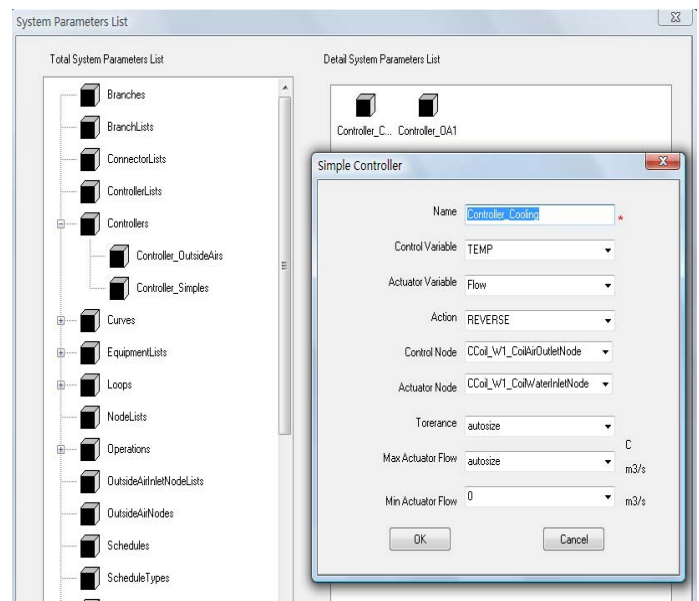 System Parameters List
Total System Parameters List
Detail System Parameters List
Branches
BranchLists
ConnectorLists
ControllerLists
Controllers
Controller_OutsideAirs
Controller_Simples
Curves
EquipmentLists
Loops
NodeLists
Operations
OutsideAirInletNodeLists
OutsideAirNodes
Schedules
ScheduleTypes
Controller_C... Controller_OA1
Simple Controller
Name Controller_Cooling *
Control Variable TEMP
Actuator Variable Flow
Action REVERSE
Control Node CCoil_W1_CoilAirOutletNode
Actuator Node CCoil_W1_CoilWaterInletNode
Torerance autosize C
Max Actuator Flow autosize m3/s
Min Actuator Flow 0 m3/s
OK Cancel